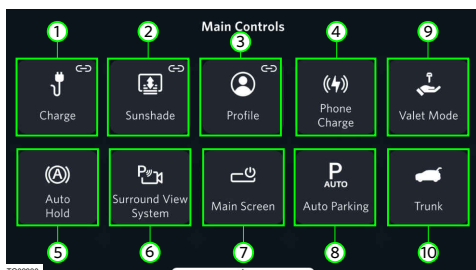 Main Controls
1 2 3 4 9
Charge Sunshade Profile Phone Charge Valet Mode
(A) P P AUTO
Auto Hold Surround View System Main Screen Auto Parking Trunk
5 6 7 8 10